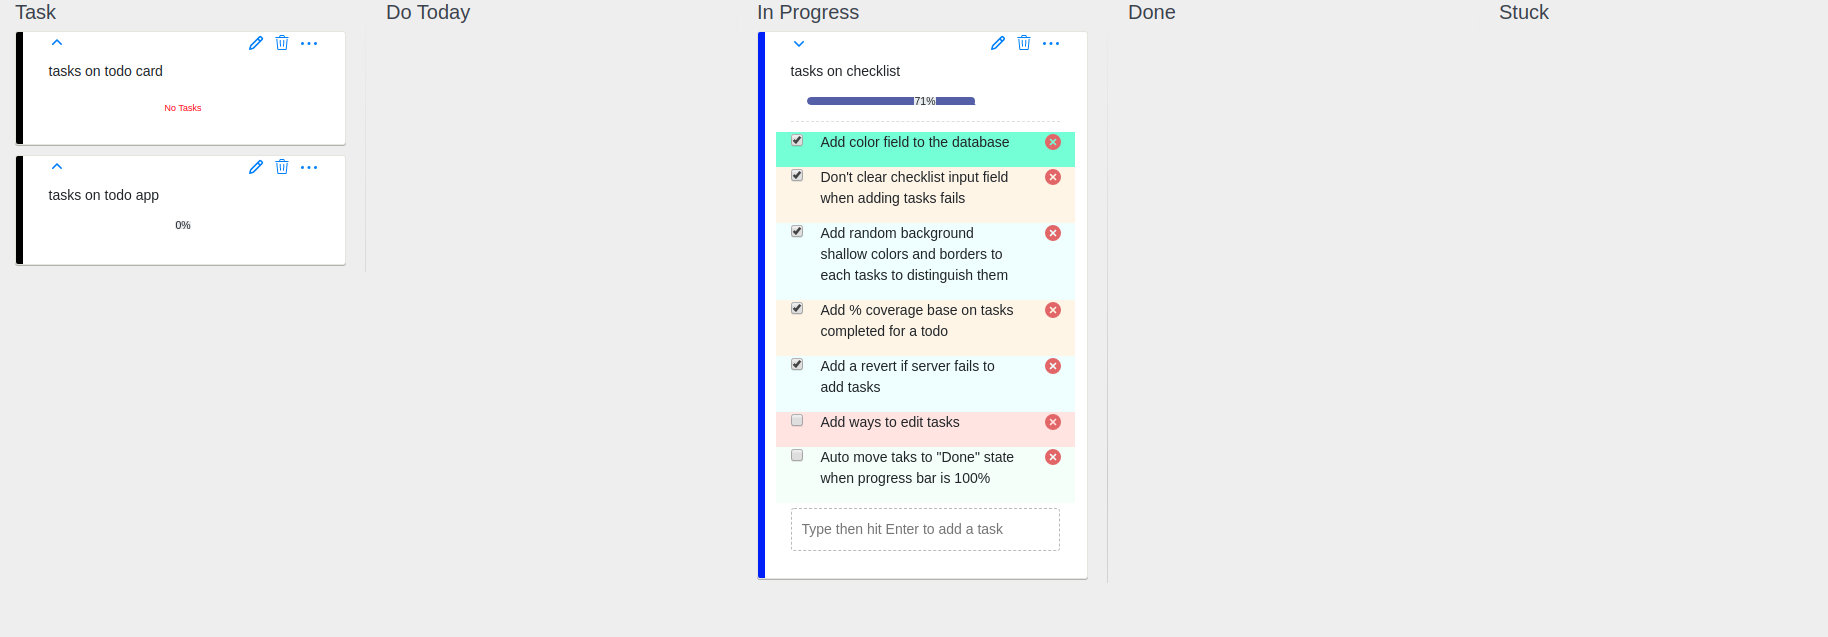 Task
tasks on todo card
No Tasks
tasks on todo app
0%
Do Today
In Progress
tasks on checklist
71%
Add color field to the database
Don't clear checklist input field
when adding tasks fails
Add random background
shallow colors and borders to
each tasks to distinguish them
Add % coverage base on tasks
completed for a todo
Add a revert if server fails to
add tasks
Add ways to edit tasks
Auto move taks to "Done" state
when progress bar is 100%
Type then hit Enter to add a task
Done
Stuck